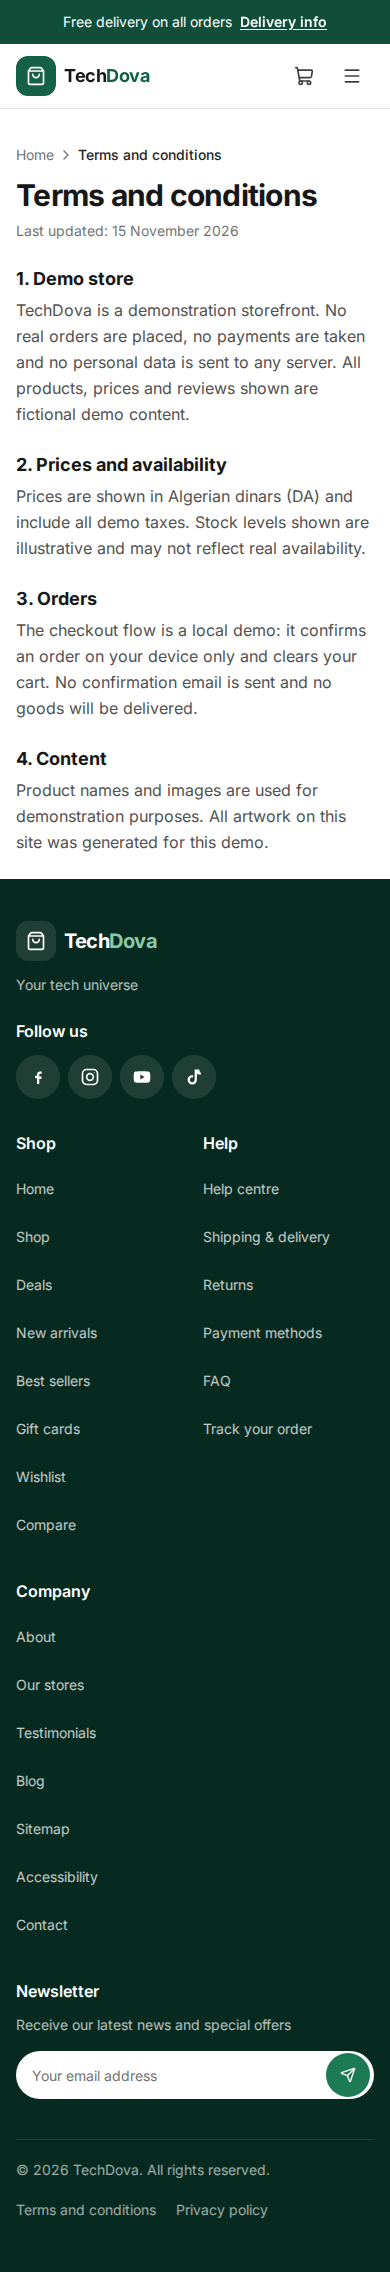 Free delivery on all orders Delivery info
TechDova
Home > Terms and conditions
Terms and conditions
Last updated: 15 November 2026
1. Demo store
TechDova is a demonstration storefront. No
real orders are placed, no payments are taken
and no personal data is sent to any server. All
products, prices and reviews shown are
fictional demo content.
2. Prices and availability
Prices are shown in Algerian dinars (DA) and
include all demo taxes. Stock levels shown are
illustrative and may not reflect real availability.
3. Orders
The checkout flow is a local demo: it confirms
an order on your device only and clears your
cart. No confirmation email is sent and no
goods will be delivered.
4. Content
Product names and images are used for
demonstration purposes. All artwork on this
site was generated for this demo.
TechDova
Your tech universe
Follow us
Shop
Home
Shop
Deals
New arrivals
Best sellers
Gift cards
Wishlist
Compare
Help
Help centre
Shipping & delivery
Returns
Payment methods
FAQ
Track your order
Company
About
Our stores
Testimonials
Blog
Sitemap
Accessibility
Contact
Newsletter
Receive our latest news and special offers
Your email address
© 2026 TechDova. All rights reserved.
Terms and conditions Privacy policy